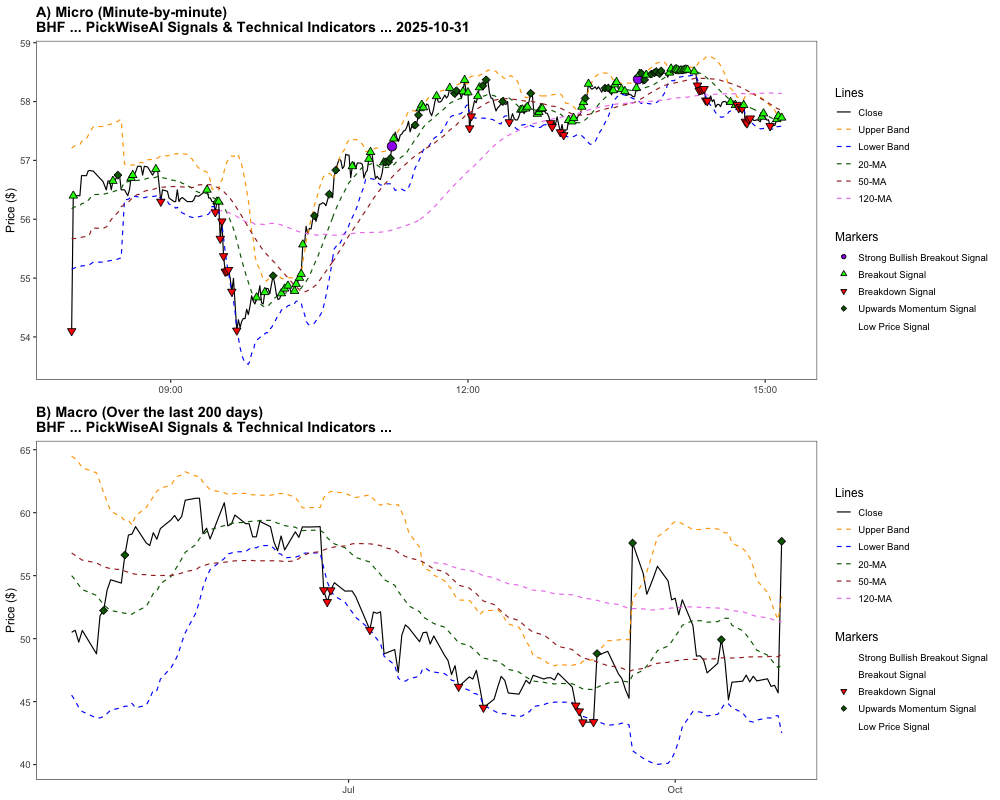 A) Micro (Minute-by-minute)
BHF ... PickWiseAI Signals & Technical Indicators ... 2025-10-31
59
58
57
56
55
54
Price ($)
09:00
12:00
15:00
Lines
Close
Upper Band
Lower Band
20-MA
50-MA
120-MA
Markers
Strong Bullish Breakout Signal
Breakout Signal
Breakdown Signal
Upwards Momentum Signal
Low Price Signal
B) Macro (Over the last 200 days)
BHF ... PickWiseAI Signals & Technical Indicators ...
65
60
55
50
45
40
Price ($)
Jul
Oct
Lines
Close
Upper Band
Lower Band
20-MA
50-MA
120-MA
Markers
Strong Bullish Breakout Signal
Breakout Signal
Breakdown Signal
Upwards Momentum Signal
Low Price Signal